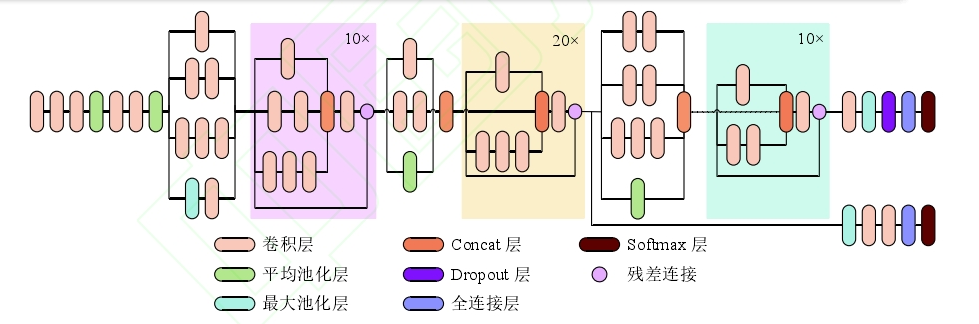 10×
20×
10×
卷积层
Concat 层
Softmax 层
平均池化层
Dropout 层
残差连接
最大池化层
全连接层